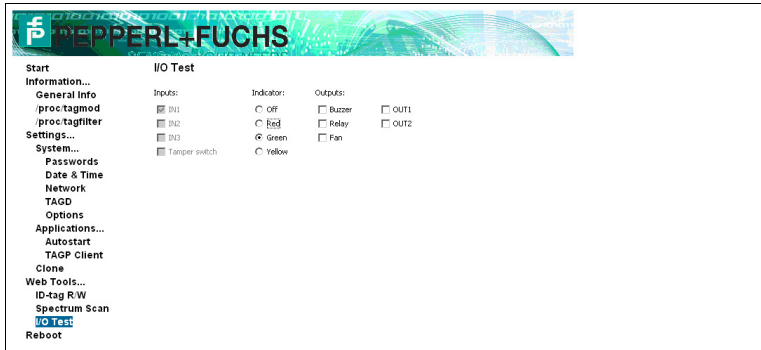 PEPPERL+FUCHS
Start
Information...
General Info
/proc/tagmod
/proc/tagfilter
Settings...
System...
Passwords
Date & Time
Network
TAGD
Options
Applications...
Autostart
TAGP Client
Clone
Web Tools...
ID-tag R/W
Spectrum Scan
I/O Test
Reboot
I/O Test
Inputs:
IN1
IN2
IN3
Tamper switch
Indicator:
Off
Red
Green
Yellow
Outputs:
Buzzer
Relay
Fan
OUT1
OUT2